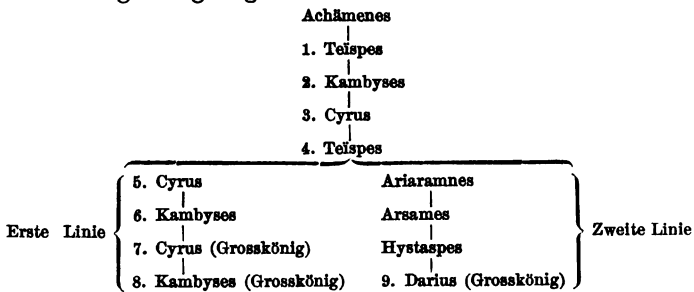 Achämenes
1. Teïspes
2. Kambyses
3. Cyrus
4. Teïspes
5. Cyrus Ariaramnes
6. Kambyses Arsames
Erste Linie Zweite Linie
7. Cyrus (Grosskönig) Hystaspes
8. Kambyses (Grosskönig) 9. Darius (Grosskönig)